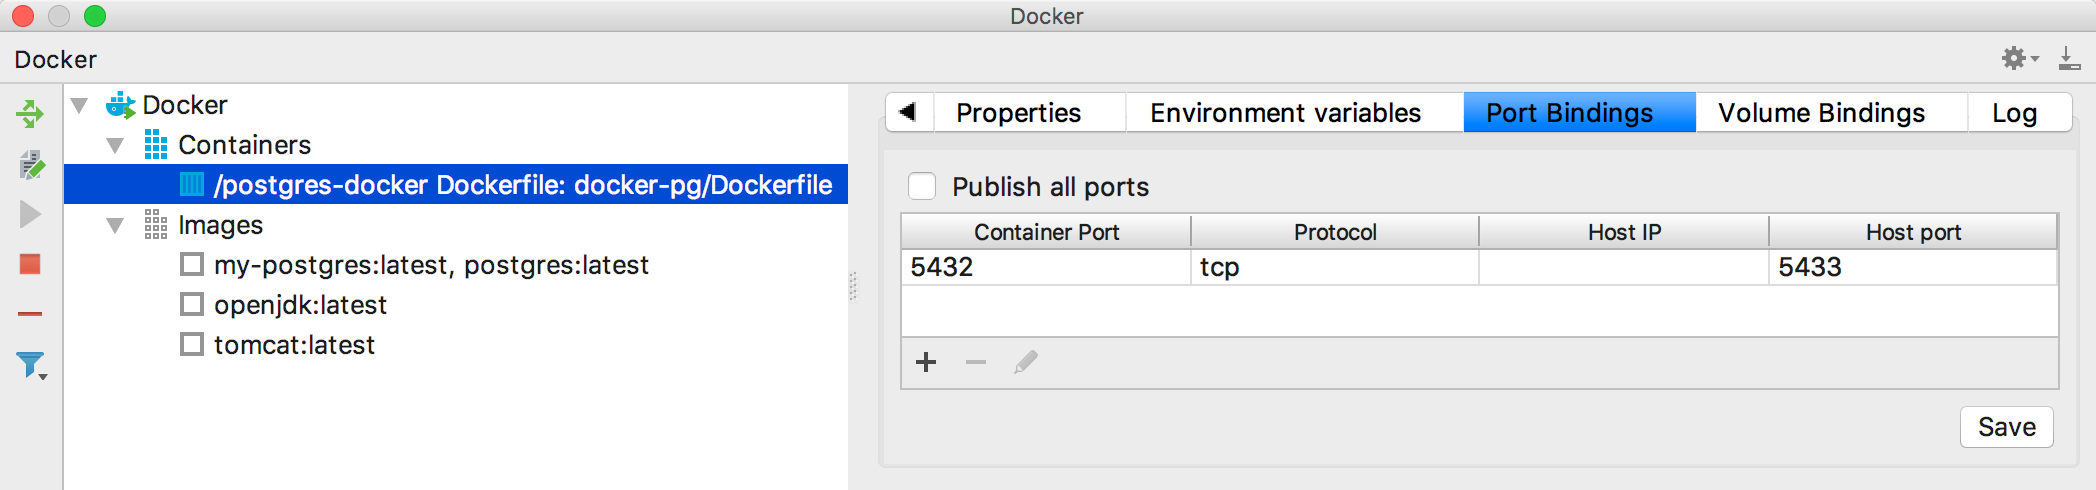 Docker
Docker
Docker
Containers
/postgres-docker Dockerfile: docker-pg/Dockerfile
Images
my-postgres:latest, postgres:latest
openjdk:latest
tomcat:latest
Properties Environment variables Port Bindings Volume Bindings Log
Publish all ports
Container Port Protocol Host IP Host port
5432 tcp 5433
Save